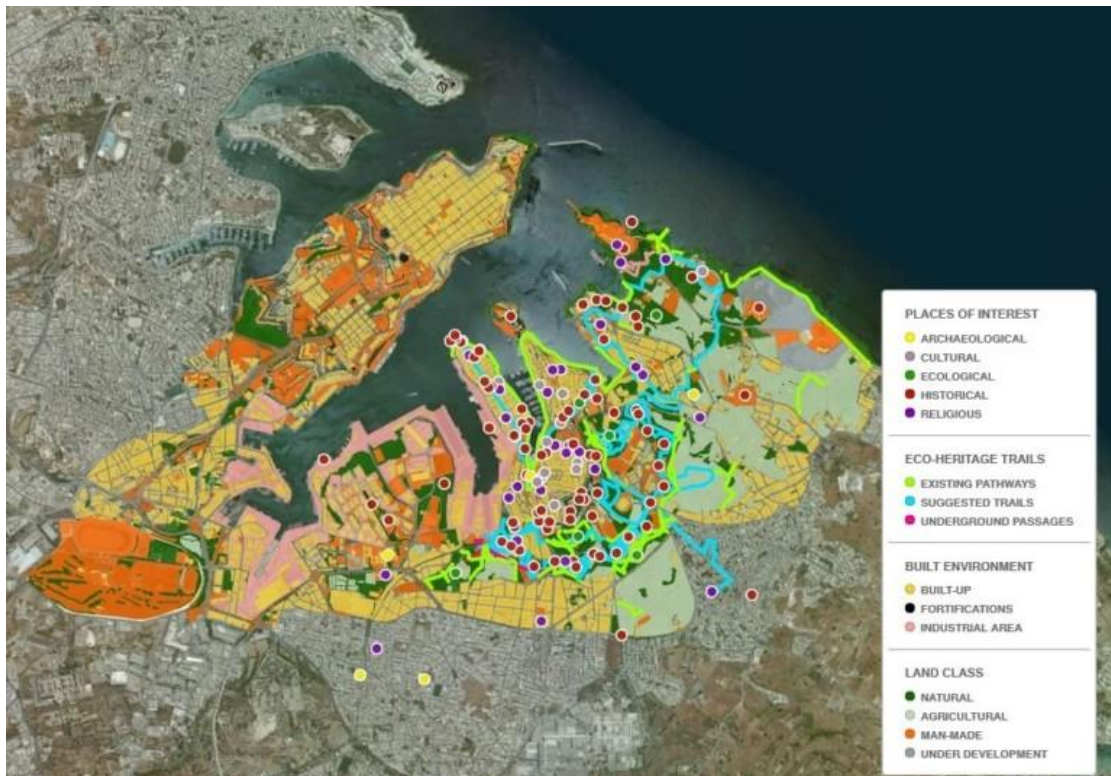 PLACES OF INTEREST
ARCHAEOLOGICAL
CULTURAL
ECOLOGICAL
HISTORICAL
RELIGIOUS
ECO-HERITAGE TRAILS
EXISTING PATHWAYS
SUGGESTED TRAILS
UNDERGROUND PASSAGES
BUILT ENVIRONMENT
BUILT-UP
FORTIFICATIONS
INDUSTRIAL AREA
LAND CLASS
NATURAL
AGRICULTURAL
MAN-MADE
UNDER DEVELOPMENT